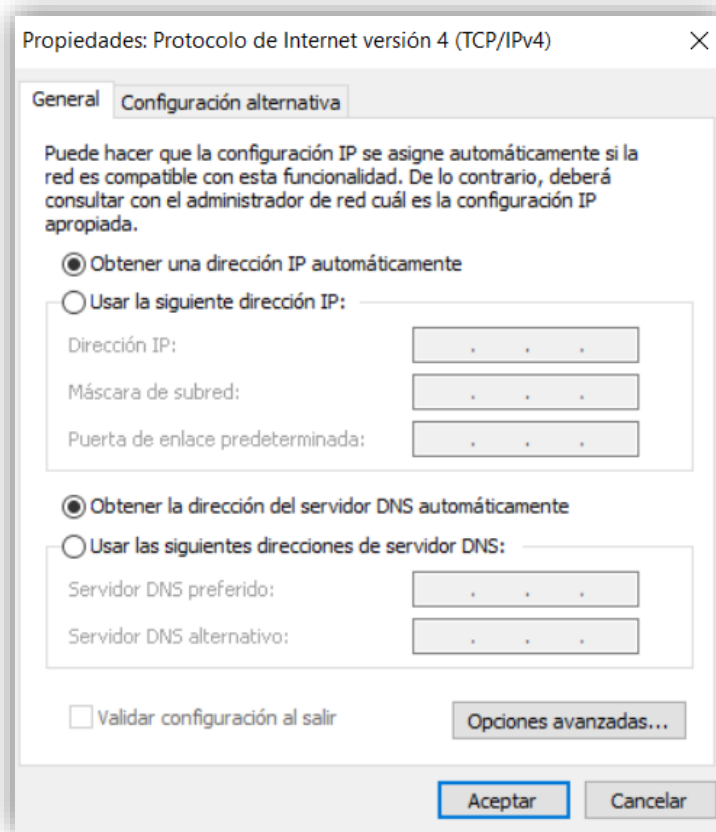 Propiedades: Protocolo de Internet versión 4 (TCP/IPv4)
General
Configuración alternativa
Puede hacer que la configuración IP se asigne automáticamente si la
red es compatible con esta funcionalidad. De lo contrario, deberá
consultar con el administrador de red cuál es la configuración IP
apropiada.
Obtener una dirección IP automáticamente
Usar la siguiente dirección IP:
Dirección IP:
Máscara de subred:
Puerta de enlace predeterminada:
Obtener la dirección del servidor DNS automáticamente
Usar las siguientes direcciones de servidor DNS:
Servidor DNS preferido:
Servidor DNS alternativo:
Validar configuración al salir
Opciones avanzadas...
Aceptar
Cancelar